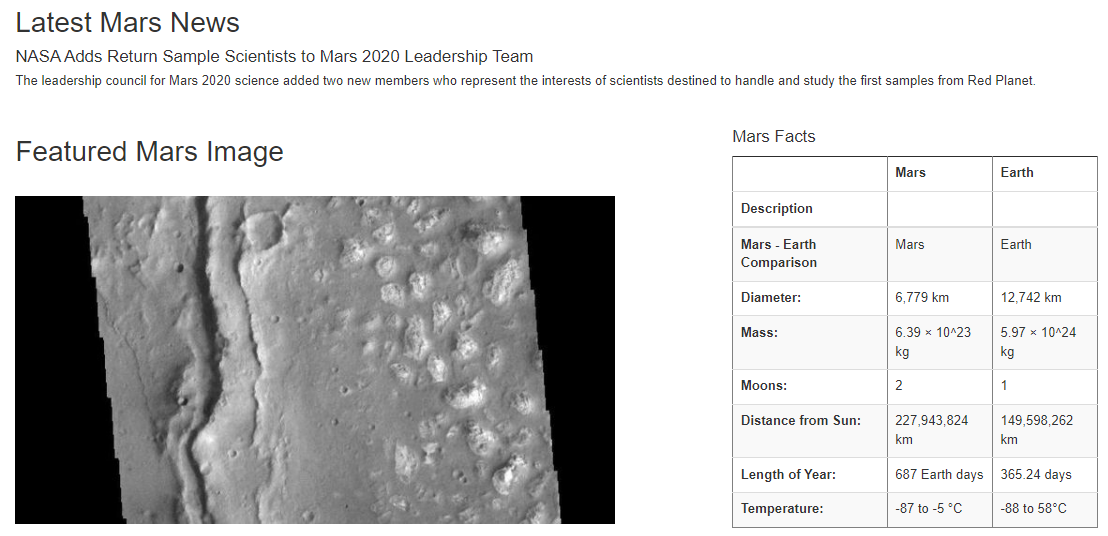 Latest Mars News
NASA Adds Return Sample Scientists to Mars 2020 Leadership Team
The leadership council for Mars 2020 science added two new members who represent the interests of scientists destined to handle and study the first samples from Red Planet.
Featured Mars Image
Mars Facts
Mars Earth
Description
Mars - Earth Comparison Mars Earth
Diameter: 6,779 km 12,742 km
Mass: 6.39 × 10^23 kg 5.97 × 10^24 kg
Moons: 2 1
Distance from Sun: 227,943,824 km 149,598,262 km
Length of Year: 687 Earth days 365.24 days
Temperature: -87 to -5 °C -88 to 58°C